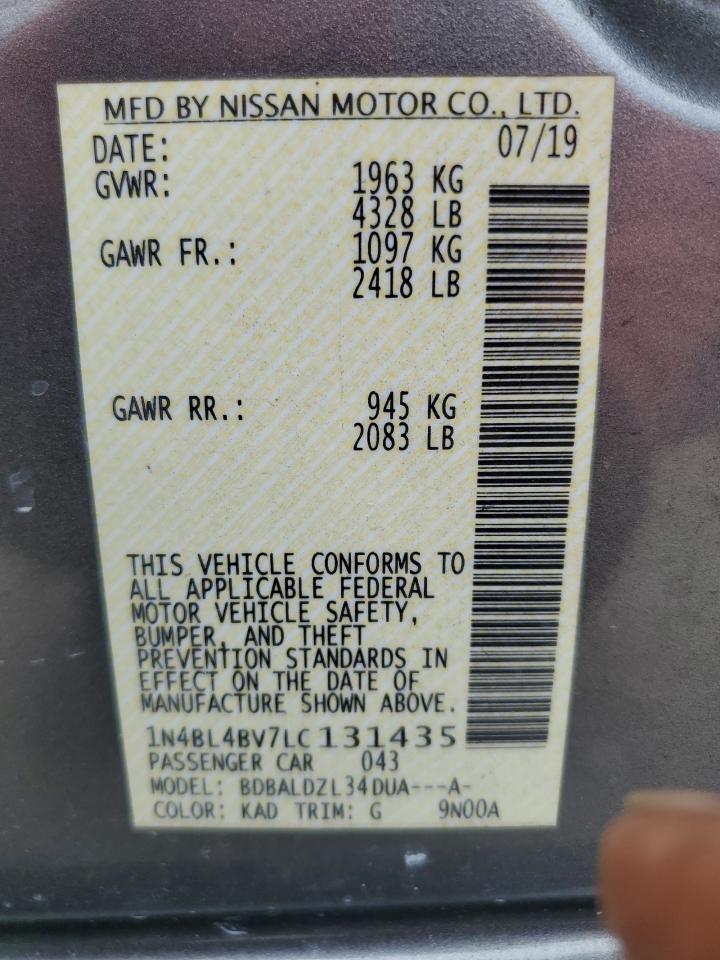 MFD BY NISSAN MOTOR CO., LTD.
DATE: 07/19
GVWR: 1963 KG
4328 LB
GAWR FR.: 1097 KG
2418 LB
GAWR RR.: 945 KG
2083 LB
THIS VEHICLE CONFORMS TO
ALL APPLICABLE FEDERAL
MOTOR VEHICLE SAFETY,
BUMPER, AND THEFT
PREVENTION STANDARDS IN
EFFECT ON THE DATE OF
MANUFACTURE SHOWN ABOVE.
1N4BL4BV7LC131435
PASSENGER CAR 043
MODEL: BDBALDZL34DUA---A-
COLOR: KAD TRIM: G 9N00A